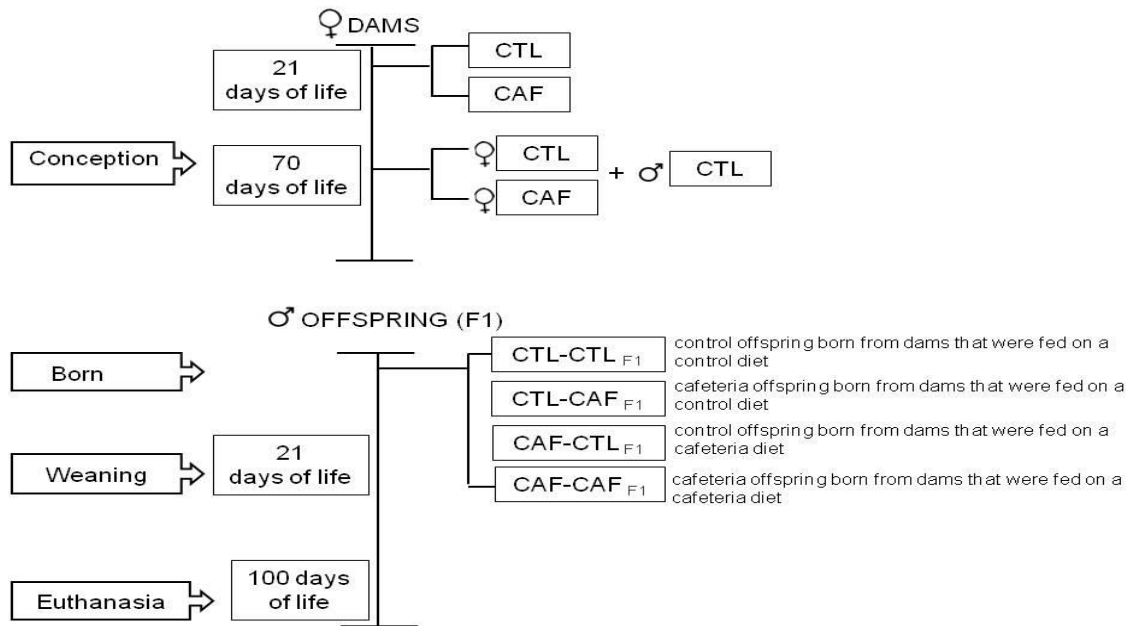 ♀ DAMS
21
days of life
CTL
CAF
Conception
70
days of life
♀ CTL
♀ CAF
+ ♂ CTL
♂ OFFSPRING (F1)
Born
CTL-CTL F1
control offspring born from dams that were fed on a
control diet
CTL-CAF F1
cafeteria offspring born from dams that were fed on a
control diet
CAF-CTL F1
control offspring born from dams that were fed on a
cafeteria diet
Weaning
21
days of life
CAF-CAF F1
cafeteria offspring born from dams that were fed on a
cafeteria diet
Euthanasia
100 days
of life